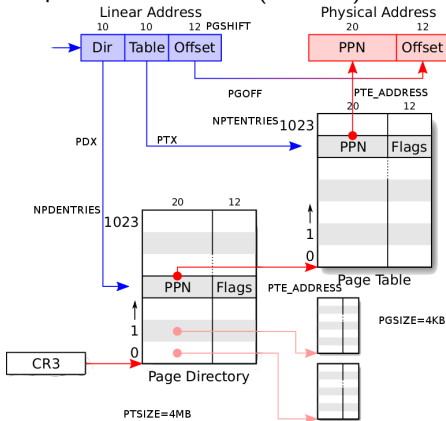 Linear Address
Physical Address
10 10 12 PGSHIFT
20 12
Dir Table Offset
PPN Offset
PGOFF
PTE_ADDRESS
20 12
NPTENTRIES
1023
PDX
PTX
PPN Flags
NPDENTRIES
20 12
1023
1
0
Page Table
PPN Flags
PTE_ADDRESS
1
0
PGSIZE=4KB
CR3
Page Directory
PTSIZE=4MB